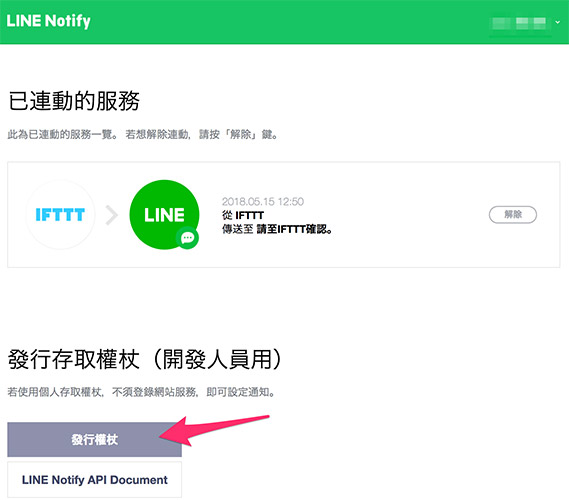 LINE Notify
已連動的服務
此為已連動的服務一覽。 若想解除連動，請按「解除」鍵。
IFTTT
LINE
2018.05.15 12:50
從 IFTTT
傳送至 請至IFTTT確認。
解除
發行存取權杖（開發人員用）
若使用個人存取權杖，不須登錄網站服務，即可設定通知。
發行權杖
LINE Notify API Document